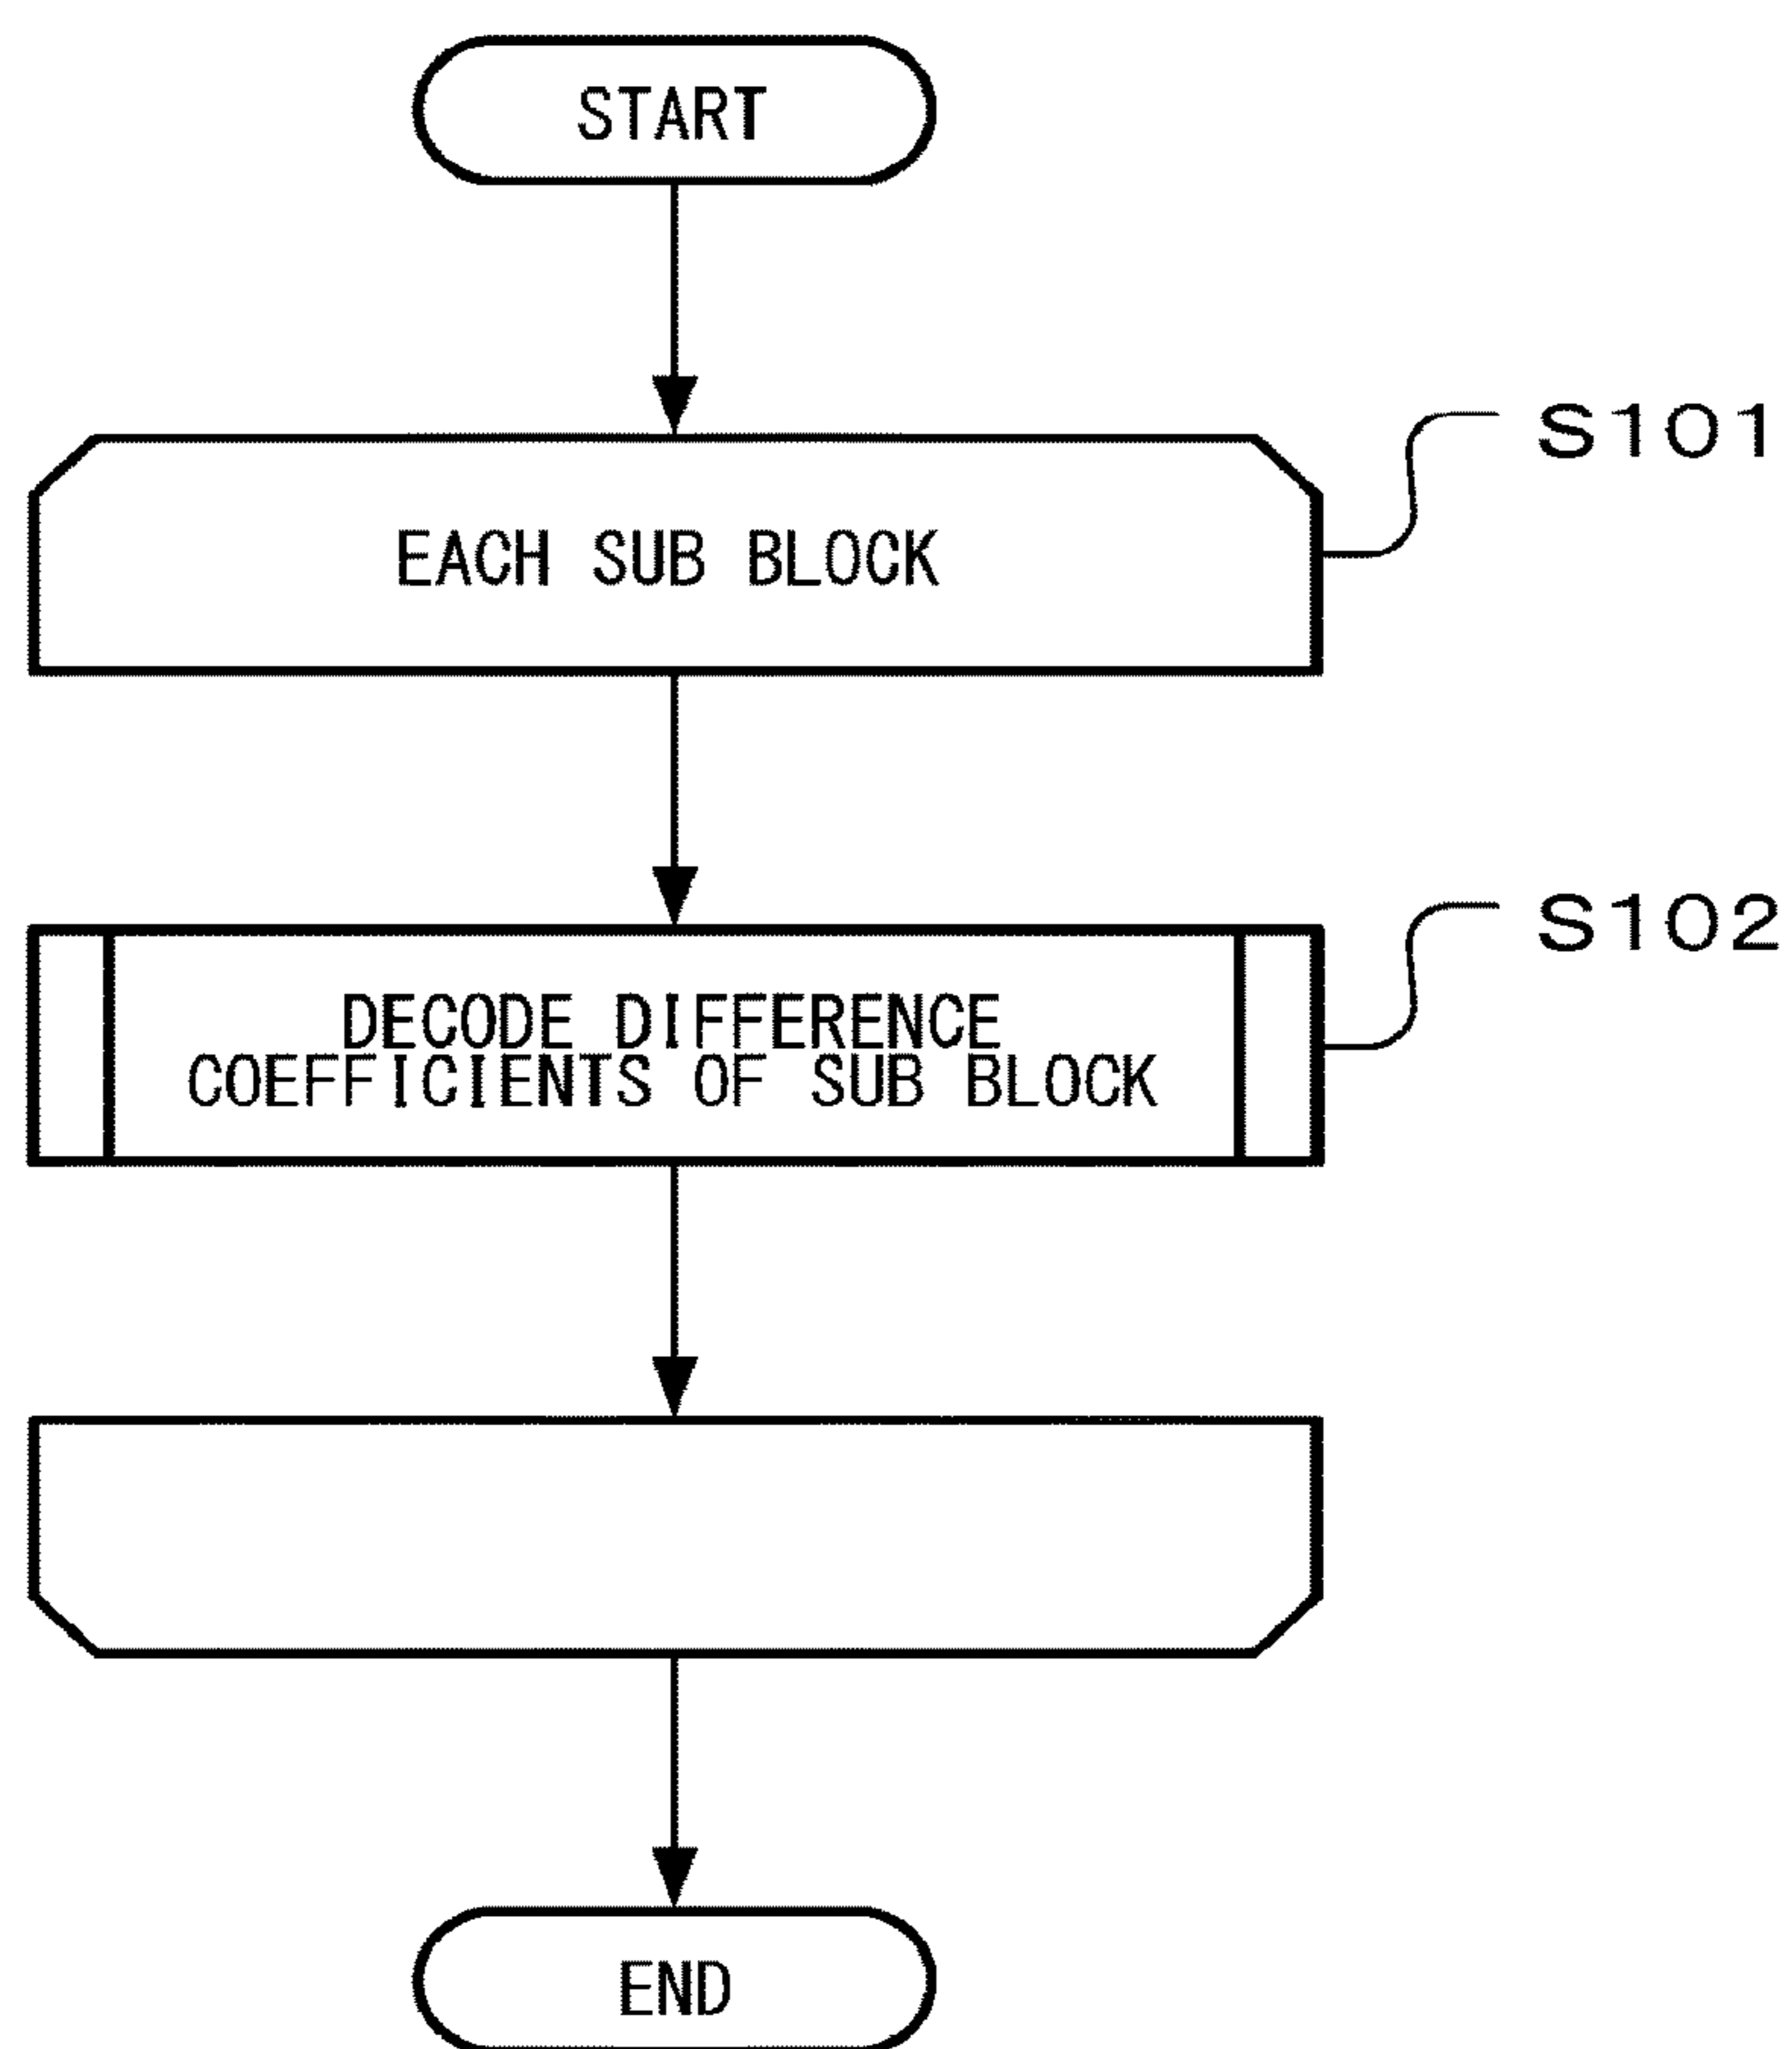 START
EACH SUB BLOCK
S101
DECODE DIFFERENCE
COEFFICIENTS OF SUB BLOCK
S102
END